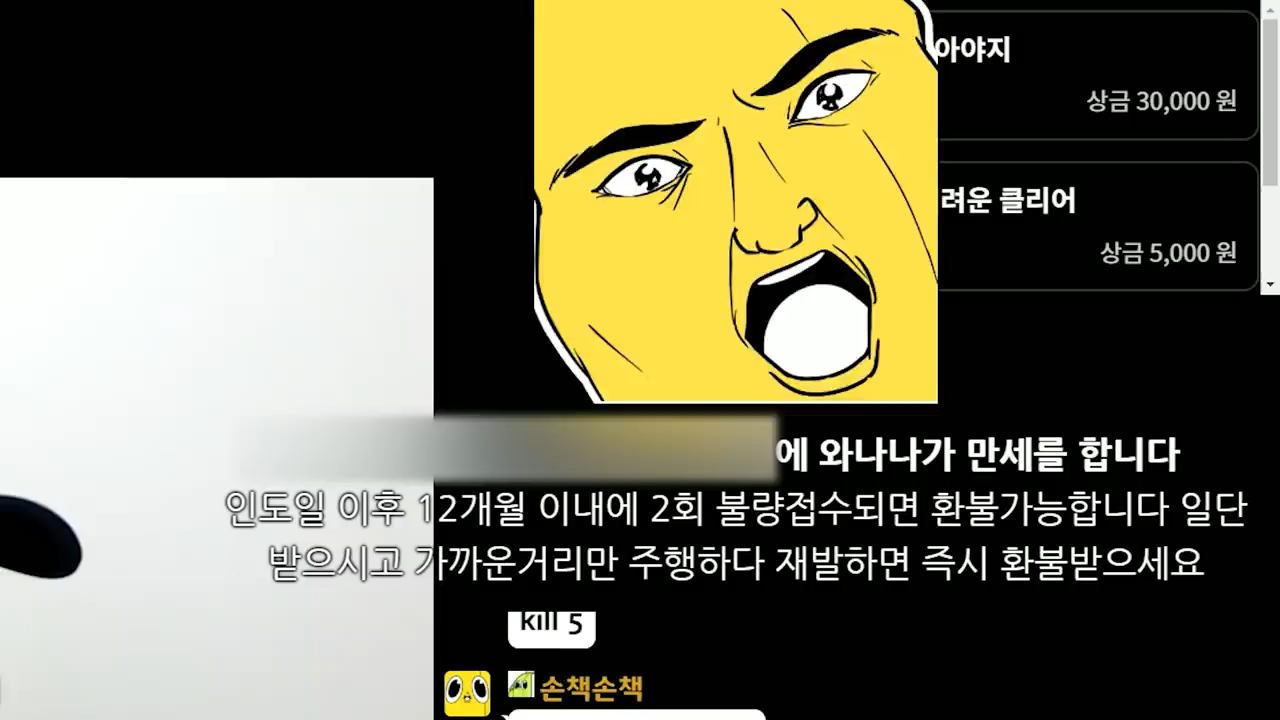 아야지
상금 30,000 원
려운 클리어
상금 5,000 원
에 와나나가 만세를 합니다
인도일 이후 12개월 이내에 2회 불량접수되면 환불가능합니다 일단
받으시고 가까운거리만 주행하다 재발하면 즉시 환불받으세요
kill 5
손책손책